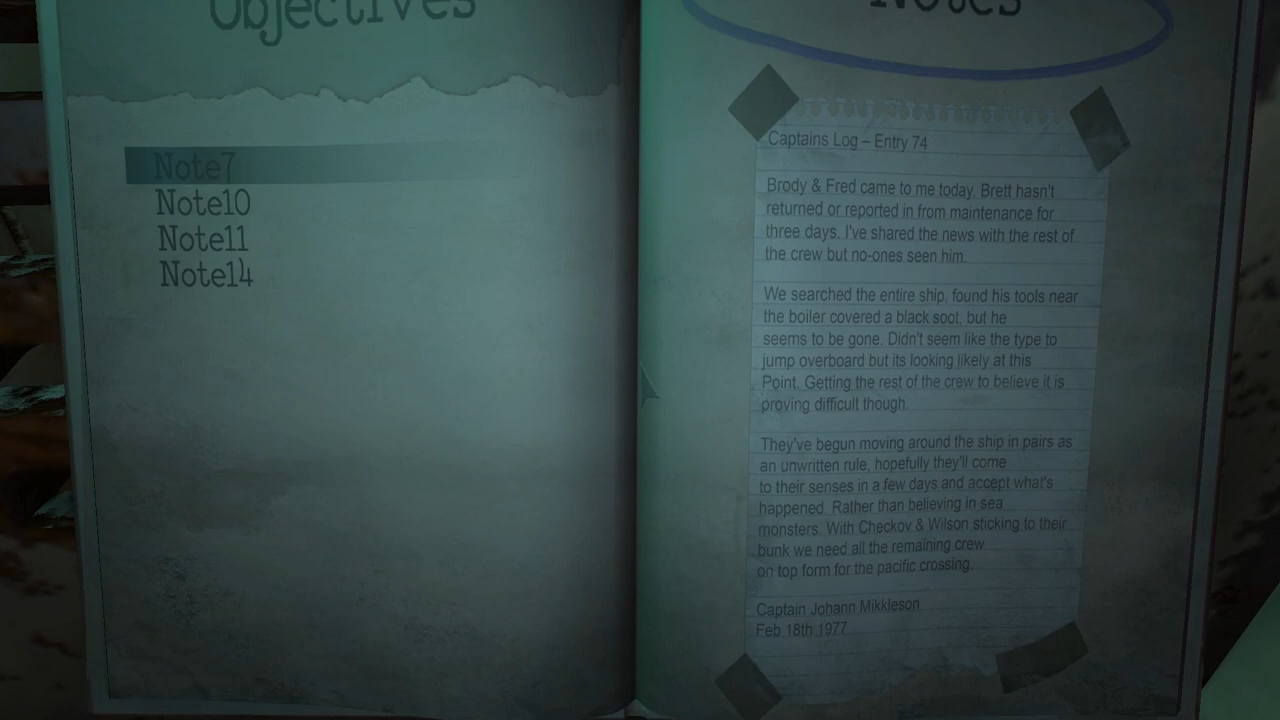 Objectives
Note7
Note10
Note11
Note14
Notes
Captains Log – Entry 74
Brody & Fred came to me today. Brett hasn't
returned or reported in from maintenance for
three days. I've shared the news with the rest of
the crew but no-ones seen him.
We searched the entire ship, found his tools near
the boiler covered a black soot, but he
seems to be gone. Didn't seem like the type to
jump overboard but its looking likely at this
Point. Getting the rest of the crew to believe it is
proving difficult though.
They've begun moving around the ship in pairs as
an unwritten rule, hopefully they'll come
to their senses in a few days and accept what's
happened. Rather than believing in sea
monsters. With Checkov & Wilson sticking to their
bunk we need all the remaining crew
on top form for the pacific crossing.
Captain Johann Mikkleson
Feb 18th 1977